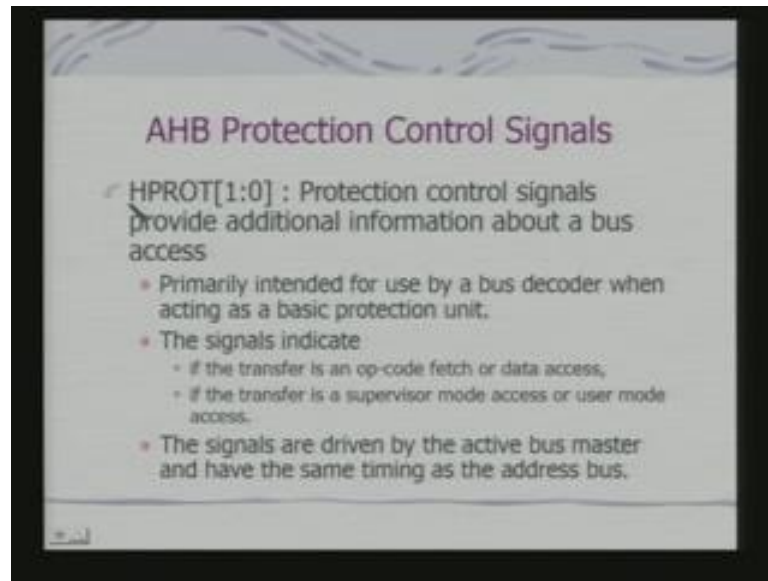 AHB Protection Control Signals
HPROT[1:0] : Protection control signals
provide additional information about a bus
access
Primarily intended for use by a bus decoder when
acting as a basic protection unit.
The signals indicate
if the transfer is an op-code fetch or data access,
if the transfer is a supervisor mode access or user mode
access.
The signals are driven by the active bus master
and have the same timing as the address bus.